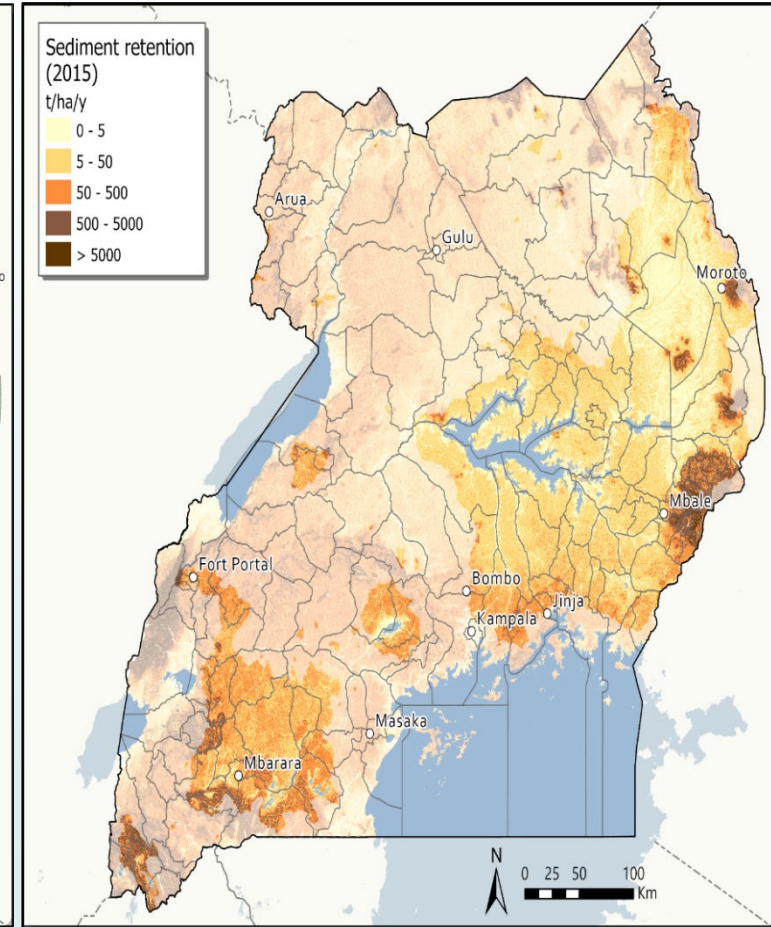 Sediment retention
(2015)
t/ha/y
0 - 5
5 - 50
50 - 500
500 - 5000
> 5000
Arua
Gulu
Moroto
Mbale
Fort Portal
Bombo
Jinja
Kampala
Masaka
Mbarara
N
0 25 50 100
Km